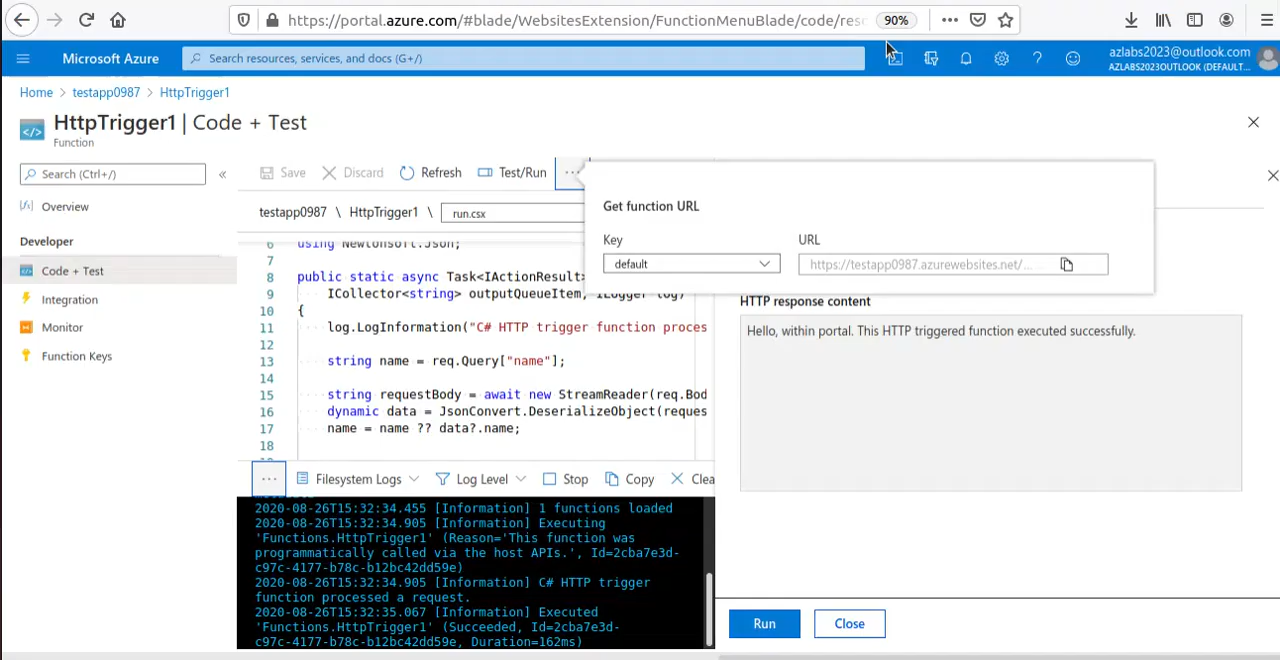 https://portal.azure.com/#blade/WebsitesExtension/FunctionMenuBlade/code/reso
90%
Microsoft Azure
Search resources, services, and docs (G+/)
azlabs2023@outlook.com
AZLABS2023OUTLOOK (DEFAULT...
Home > testapp0987 > HttpTrigger1
HttpTrigger1 | Code + Test
Function
Search (Ctrl+/)
«
Save
Discard
Refresh
Test/Run
...
Overview
Developer
Code + Test
Integration
Monitor
Function Keys
testapp0987 \ HttpTrigger1 \ run.csx
Get function URL
Key
URL
default
https://testapp0987.azurewebsites.net/...
6 using Newtonsoft.Json;
7
8 public static async Task<IActionResult>
9 ICollector<string> outputQueueItem, ILogger log)
10 {
11 log.LogInformation("C# HTTP trigger function proces
12
13 string name = req.Query["name"];
14
15 string requestBody = await new StreamReader(req.Bod
16 dynamic data = JsonConvert.DeserializeObject(reques
17 name = name ?? data?.name;
18
HTTP response content
Hello, within portal. This HTTP triggered function executed successfully.
...
Filesystem Logs
Log Level
Stop
Copy
Clea
2020-08-26T15:32:34.455 [Information] 1 functions loaded
2020-08-26T15:32:34.905 [Information] Executing
'Functions.HttpTrigger1' (Reason='This function was
programmatically called via the host APIs.', Id=2cba7e3d-
c97c-4177-b78c-b12bc42dd59e)
2020-08-26T15:32:34.905 [Information] C# HTTP trigger
function processed a request.
2020-08-26T15:32:35.067 [Information] Executed
'Functions.HttpTrigger1' (Succeeded, Id=2cba7e3d-
c97c-4177-b78c-b12bc42dd59e, Duration=162ms)
Run
Close